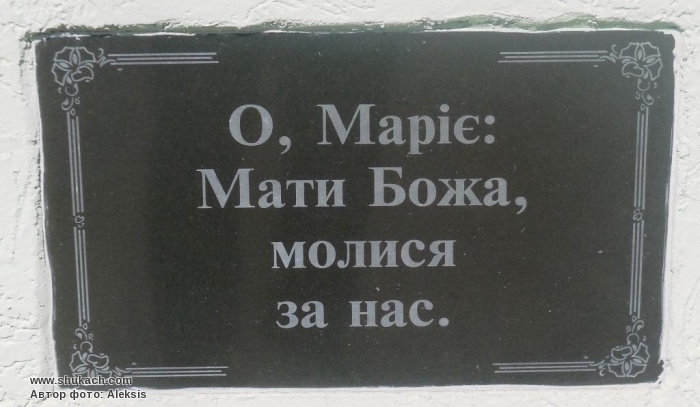 О, Маріє:
Мати Божа,
молися
за нас.
www.shukach.com
Автор фото: Aleksis